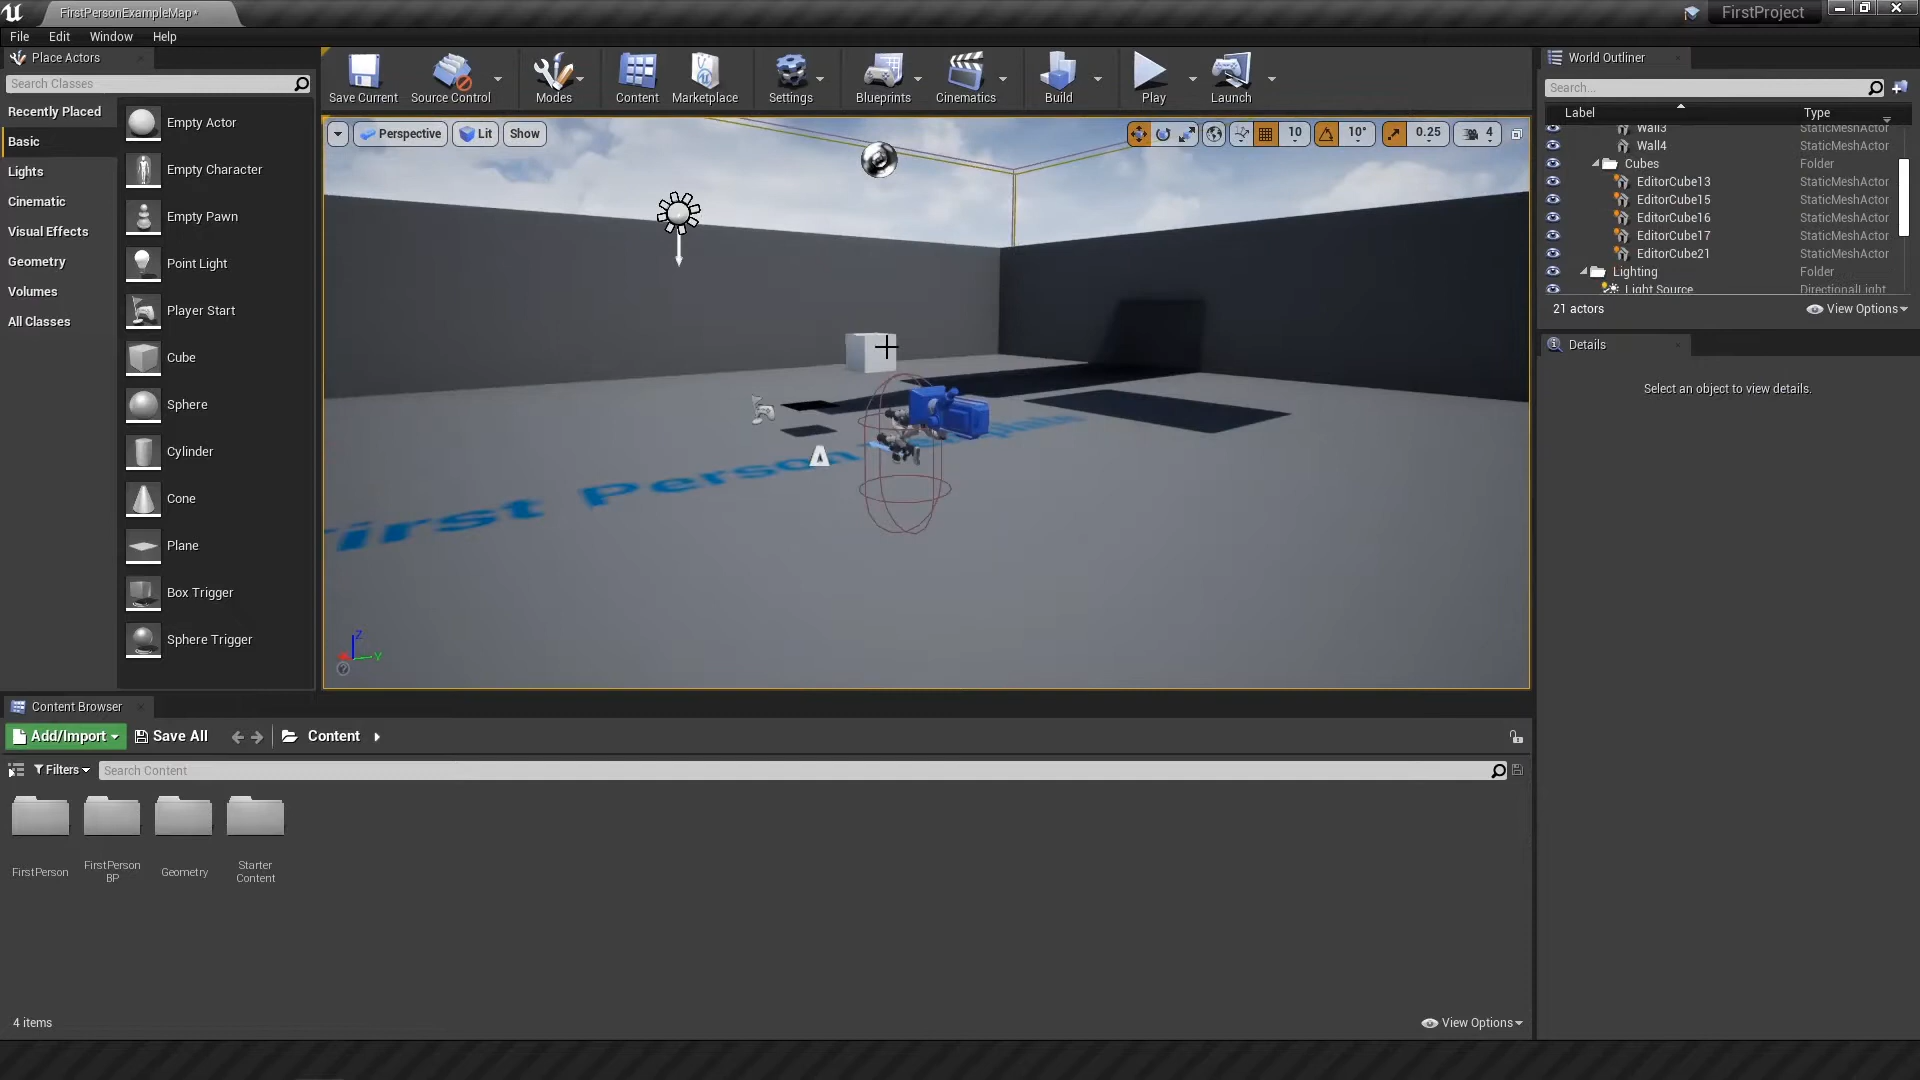 FirstPersonExampleMap*
FirstProject
File Edit Window Help
Place Actors
Search Classes
Recently Placed
Basic
Lights
Cinematic
Visual Effects
Geometry
Volumes
All Classes
Empty Actor
Empty Character
Empty Pawn
Point Light
Player Start
Cube
Sphere
Cylinder
Cone
Plane
Box Trigger
Sphere Trigger
Save Current Source Control Modes Content Marketplace Settings Blueprints Cinematics Build Play Launch
Perspective Lit Show
10 10° 0.25 4
First Person
Z
Y
World Outliner
Search...
Label Type
Wall3 StaticMeshActor
Wall4 StaticMeshActor
Cubes Folder
EditorCube13 StaticMeshActor
EditorCube15 StaticMeshActor
EditorCube16 StaticMeshActor
EditorCube17 StaticMeshActor
EditorCube21 StaticMeshActor
Lighting Folder
Light Source DirectionalLight
21 actors View Options
Details
Select an object to view details.
Content Browser
Add/Import Save All Content
Filters Search Content
FirstPerson
FirstPerson
BP
Geometry
Starter
Content
4 items View Options